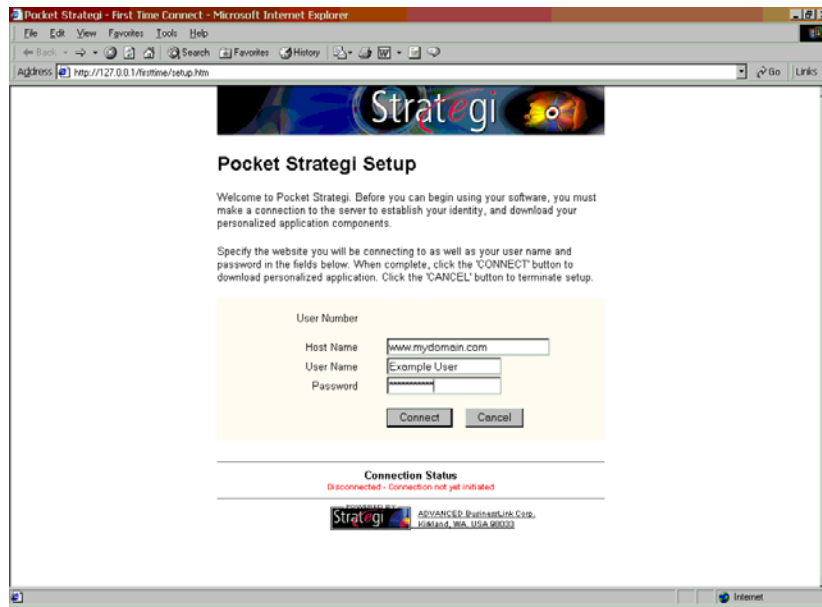 Pocket Strategi - First Time Connect - Microsoft Internet Explorer
File Edit View Favorites Tools Help
Back Search Favorites History
Address http://127.0.0.1/firsttime/setup.htm Go Links
Strategi
Pocket Strategi Setup
Welcome to Pocket Strategi. Before you can begin using your software, you must
make a connection to the server to establish your identity, and download your
personalized application components.
Specify the website you will be connecting to as well as your user name and
password in the fields below. When complete, click the 'CONNECT' button to
download personalized application. Click the 'CANCEL' button to terminate setup.
User Number
Host Name www.mydomain.com
User Name Example User
Password ***********
Connect Cancel
Connection Status
Disconnected - Connection not yet initiated
POWERED BY
Strategi
ADVANCED BusinessLink Corp.
Kirkland, WA, USA 98033
Internet